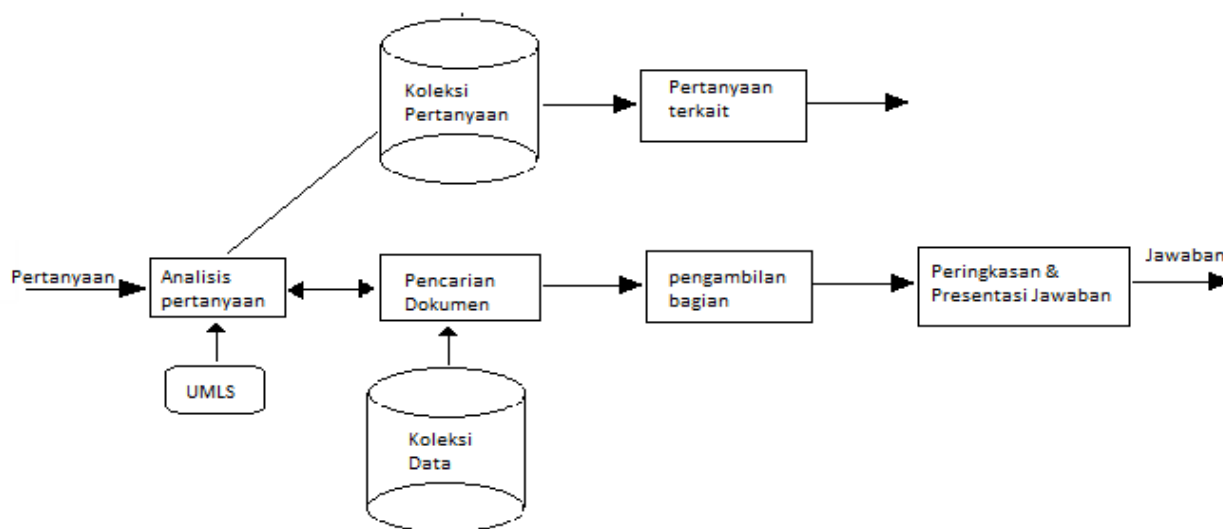 Koleksi
Pertanyaan
Pertanyaan
terkait
Pertanyaan
Analisis
pertanyaan
Pencarian
Dokumen
pengambilan
bagian
Peringkasan &
Presentasi Jawaban
Jawaban
UMLS
Koleksi
Data